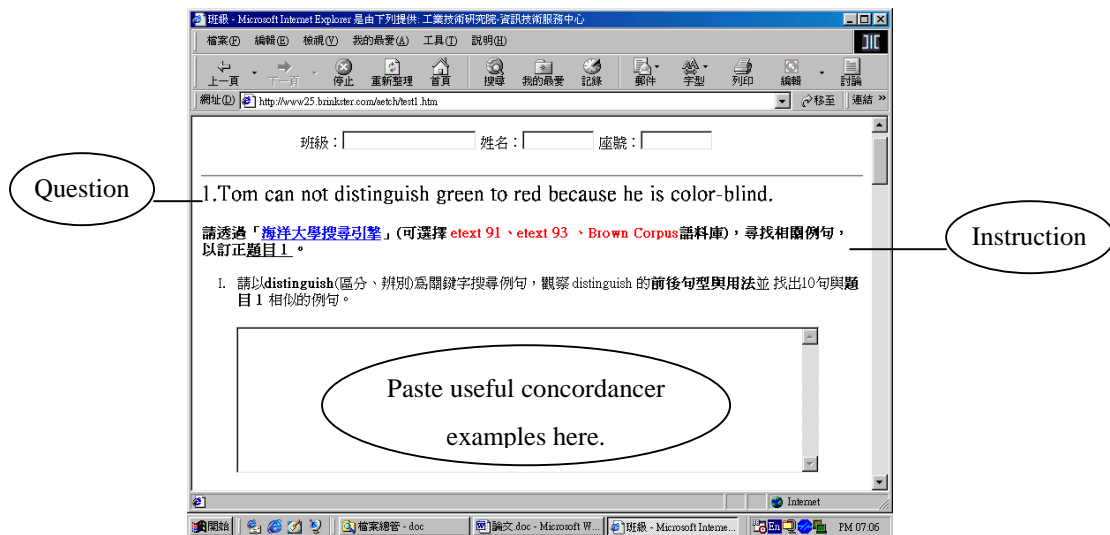 班級 - Microsoft Internet Explorer 是由下列提供: 工業技術研究院-資訊技術服務中心
檔案(F) 編輯(E) 檢視(V) 我的最愛(A) 工具(T) 說明(H)
上一頁 下一頁 停止 重新整理 首頁 搜尋 我的最愛 記錄 郵件 字型 列印 編輯 討論
網址(D) http://www25.brinkster.com/aetch/test1.htm 移至 連結 »
班級： 姓名： 座號：
Question
1.Tom can not distinguish green to red because he is color-blind.
請透過「海洋大學搜尋引擎」(可選擇 etext 91、etext 93 、Brown Corpus語料庫)，尋找相關例句，
以訂正題目1 。
Instruction
I. 請以distinguish(區分、辨別)為關鍵字搜尋例句，觀察 distinguish 的前後句型與用法並 找出10句與題
目 1 相似的例句。
Paste useful concordancer
examples here.
Internet
開始 檔案總管 - doc 論文.doc - Microsoft W... 班級 - Microsoft Interne... En PM 07:06